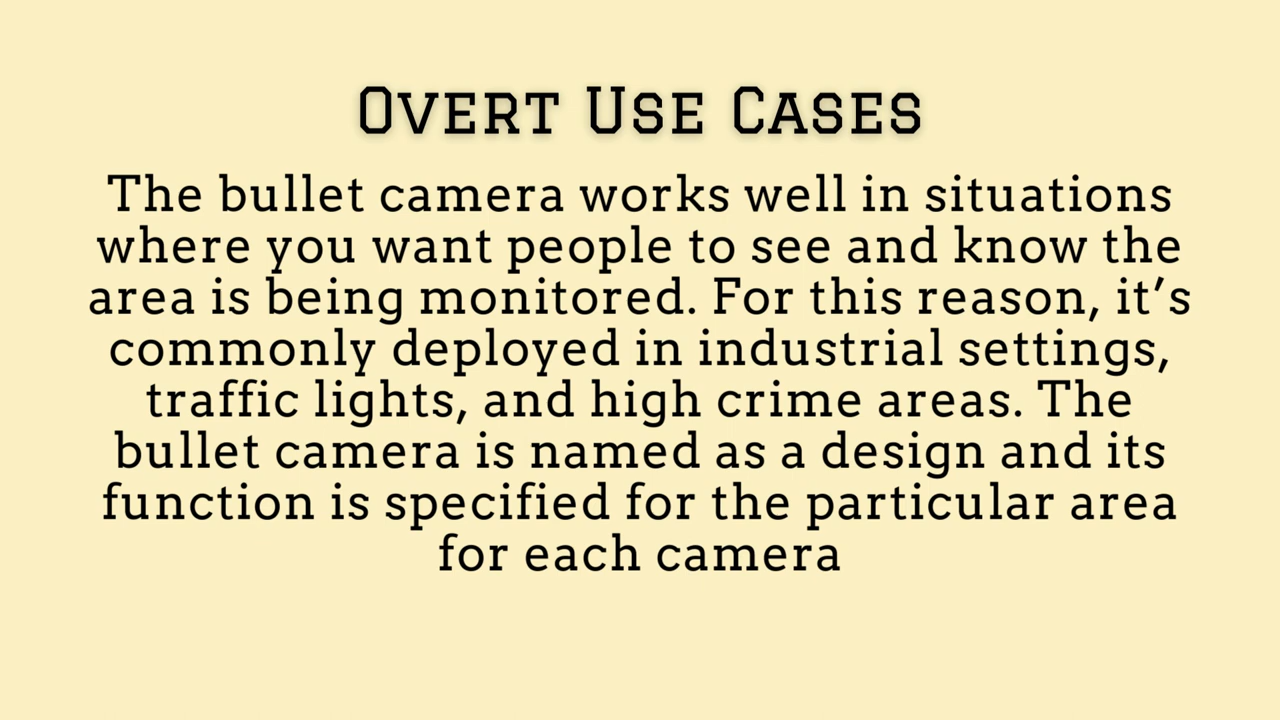 Overt Use Cases
The bullet camera works well in situations
where you want people to see and know the
area is being monitored. For this reason, it’s
commonly deployed in industrial settings,
traffic lights, and high crime areas. The
bullet camera is named as a design and its
function is specified for the particular area
for each camera